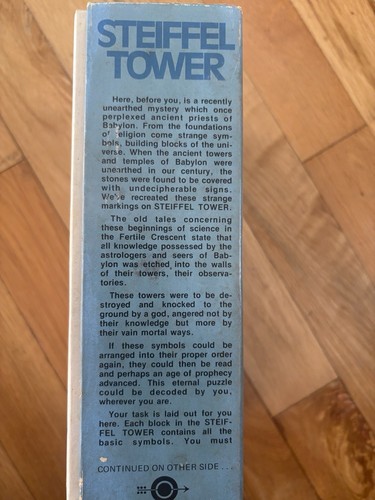 STEIFFEL
TOWER
Here, before you, is a recently
unearthed mystery which once
perplexed ancient priests of
Babylon. From the foundations
of religion come strange sym-
bols, building blocks of the uni-
verse. When the ancient towers
and temples of Babylon were
unearthed in our century, the
stones were found to be covered
with undecipherable signs.
We've recreated these strange
markings on STEIFFEL TOWER.
The old tales concerning
these beginnings of science in
the Fertile Crescent state that
all knowledge possessed by the
astrologers and seers of Bab-
ylon was etched into the walls
of their towers, their observa-
tories.
These towers were to be de-
stroyed and knocked to the
ground by a god, angered not by
their knowledge but more by
their vain mortal ways.
If these symbols could be
arranged into their proper order
again, they could then be read
and perhaps an age of prophecy
advanced. This eternal puzzle
could be decoded by you,
wherever you are.
Your task is laid out for you
here. Each block in the STEIF-
FEL TOWER contains all the
basic symbols. You must
CONTINUED ON OTHER SIDE . . .